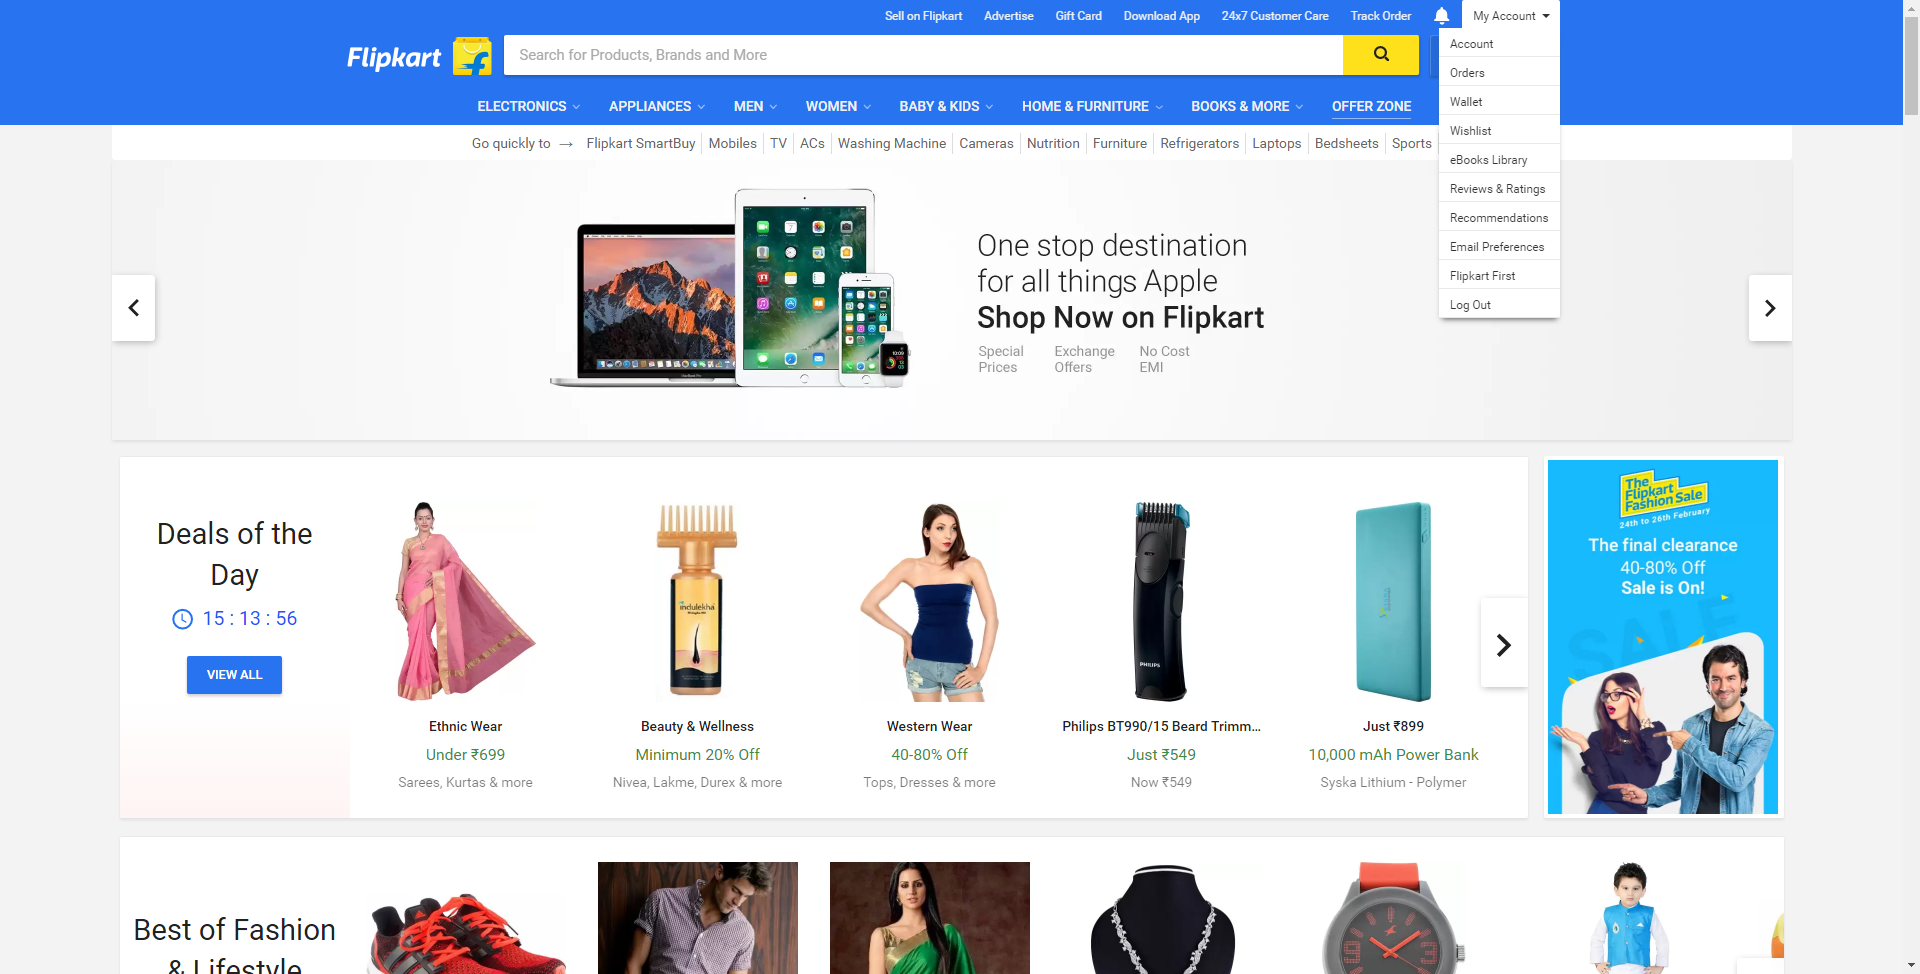 Sell on Flipkart
Advertise
Gift Card
Download App
24x7 Customer Care
Track Order
My Account
Flipkart
Search for Products, Brands and More
Account
Orders
Wallet
Wishlist
eBooks Library
Reviews & Ratings
Recommendations
Email Preferences
Flipkart First
Log Out
ELECTRONICS
APPLIANCES
MEN
WOMEN
BABY & KIDS
HOME & FURNITURE
BOOKS & MORE
OFFER ZONE
Go quickly to →
Flipkart SmartBuy
Mobiles
TV
ACs
Washing Machine
Cameras
Nutrition
Furniture
Refrigerators
Laptops
Bedsheets
Sports
One stop destination
for all things Apple
Shop Now on Flipkart
Special
Prices
Exchange
Offers
No Cost
EMI
Deals of the
Day
15 : 13 : 56
VIEW ALL
indulekha
Ethnic Wear
Under ₹699
Sarees, Kurtas & more
Beauty & Wellness
Minimum 20% Off
Nivea, Lakme, Durex & more
Western Wear
40-80% Off
Tops, Dresses & more
PHILIPS
Philips BT990/15 Beard Trimm...
Just ₹549
Now ₹549
Just ₹899
10,000 mAh Power Bank
Syska Lithium - Polymer
The
Flipkart
Fashion Sale
24th to 26th February
The final clearance
40-80% Off
Sale is On!
SALE
Best of Fashion
& Lifestyle